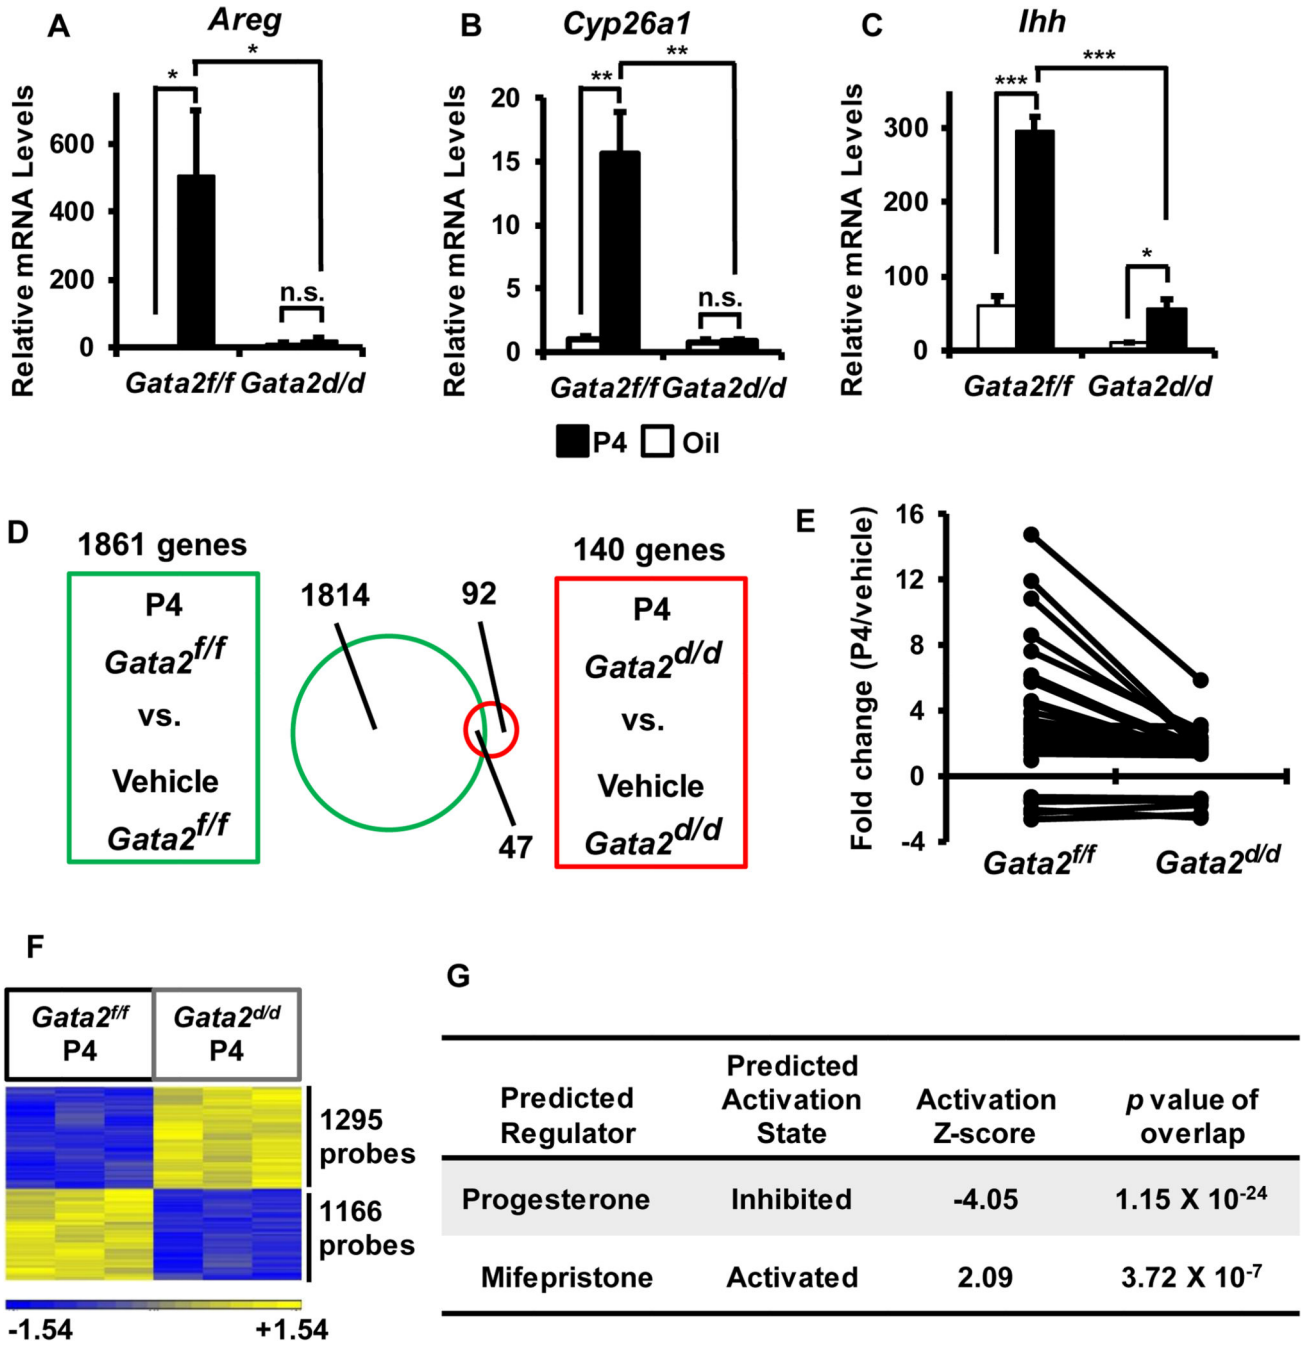 A
Areg
Relative mRNA Levels
600
400
200
0
*
*
n.s.
Gata2f/f Gata2d/d
B
Cyp26a1
Relative mRNA Levels
20
15
10
5
0
**
**
n.s.
Gata2f/f Gata2d/d
C
Ihh
Relative mRNA Levels
300
200
100
0
***
***
*
Gata2f/f Gata2d/d
P4 Oil
D
1861 genes
P4
Gata2f/f
vs.
Vehicle
Gata2f/f
1814
92
47
140 genes
P4
Gata2d/d
vs.
Vehicle
Gata2d/d
E
Fold change (P4/vehicle)
16
12
8
4
0
-4
Gata2f/f Gata2d/d
F
Gata2f/f
P4
Gata2d/d
P4
1295
probes
1166
probes
-1.54 +1.54
G
Predicted
Regulator
Predicted
Activation
State
Activation
Z-score
p value of
overlap
Progesterone Inhibited -4.05 1.15 X 10-24
Mifepristone Activated 2.09 3.72 X 10-7